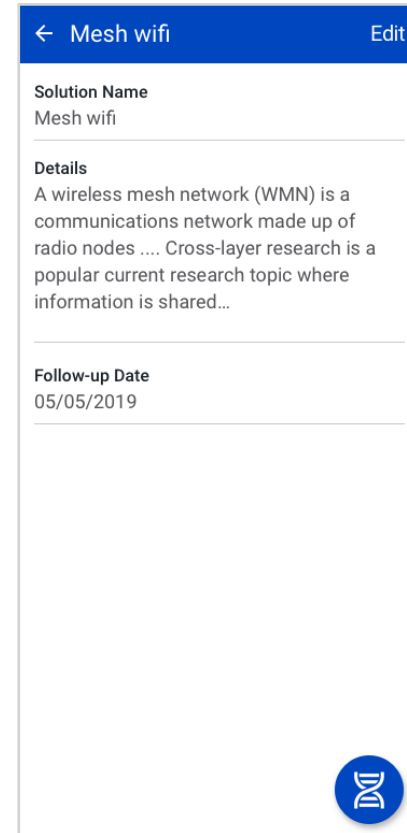 Mesh wifi Edit
Solution Name
Mesh wifi
Details
A wireless mesh network (WMN) is a
communications network made up of
radio nodes .... Cross-layer research is a
popular current research topic where
information is shared...
Follow-up Date
05/05/2019